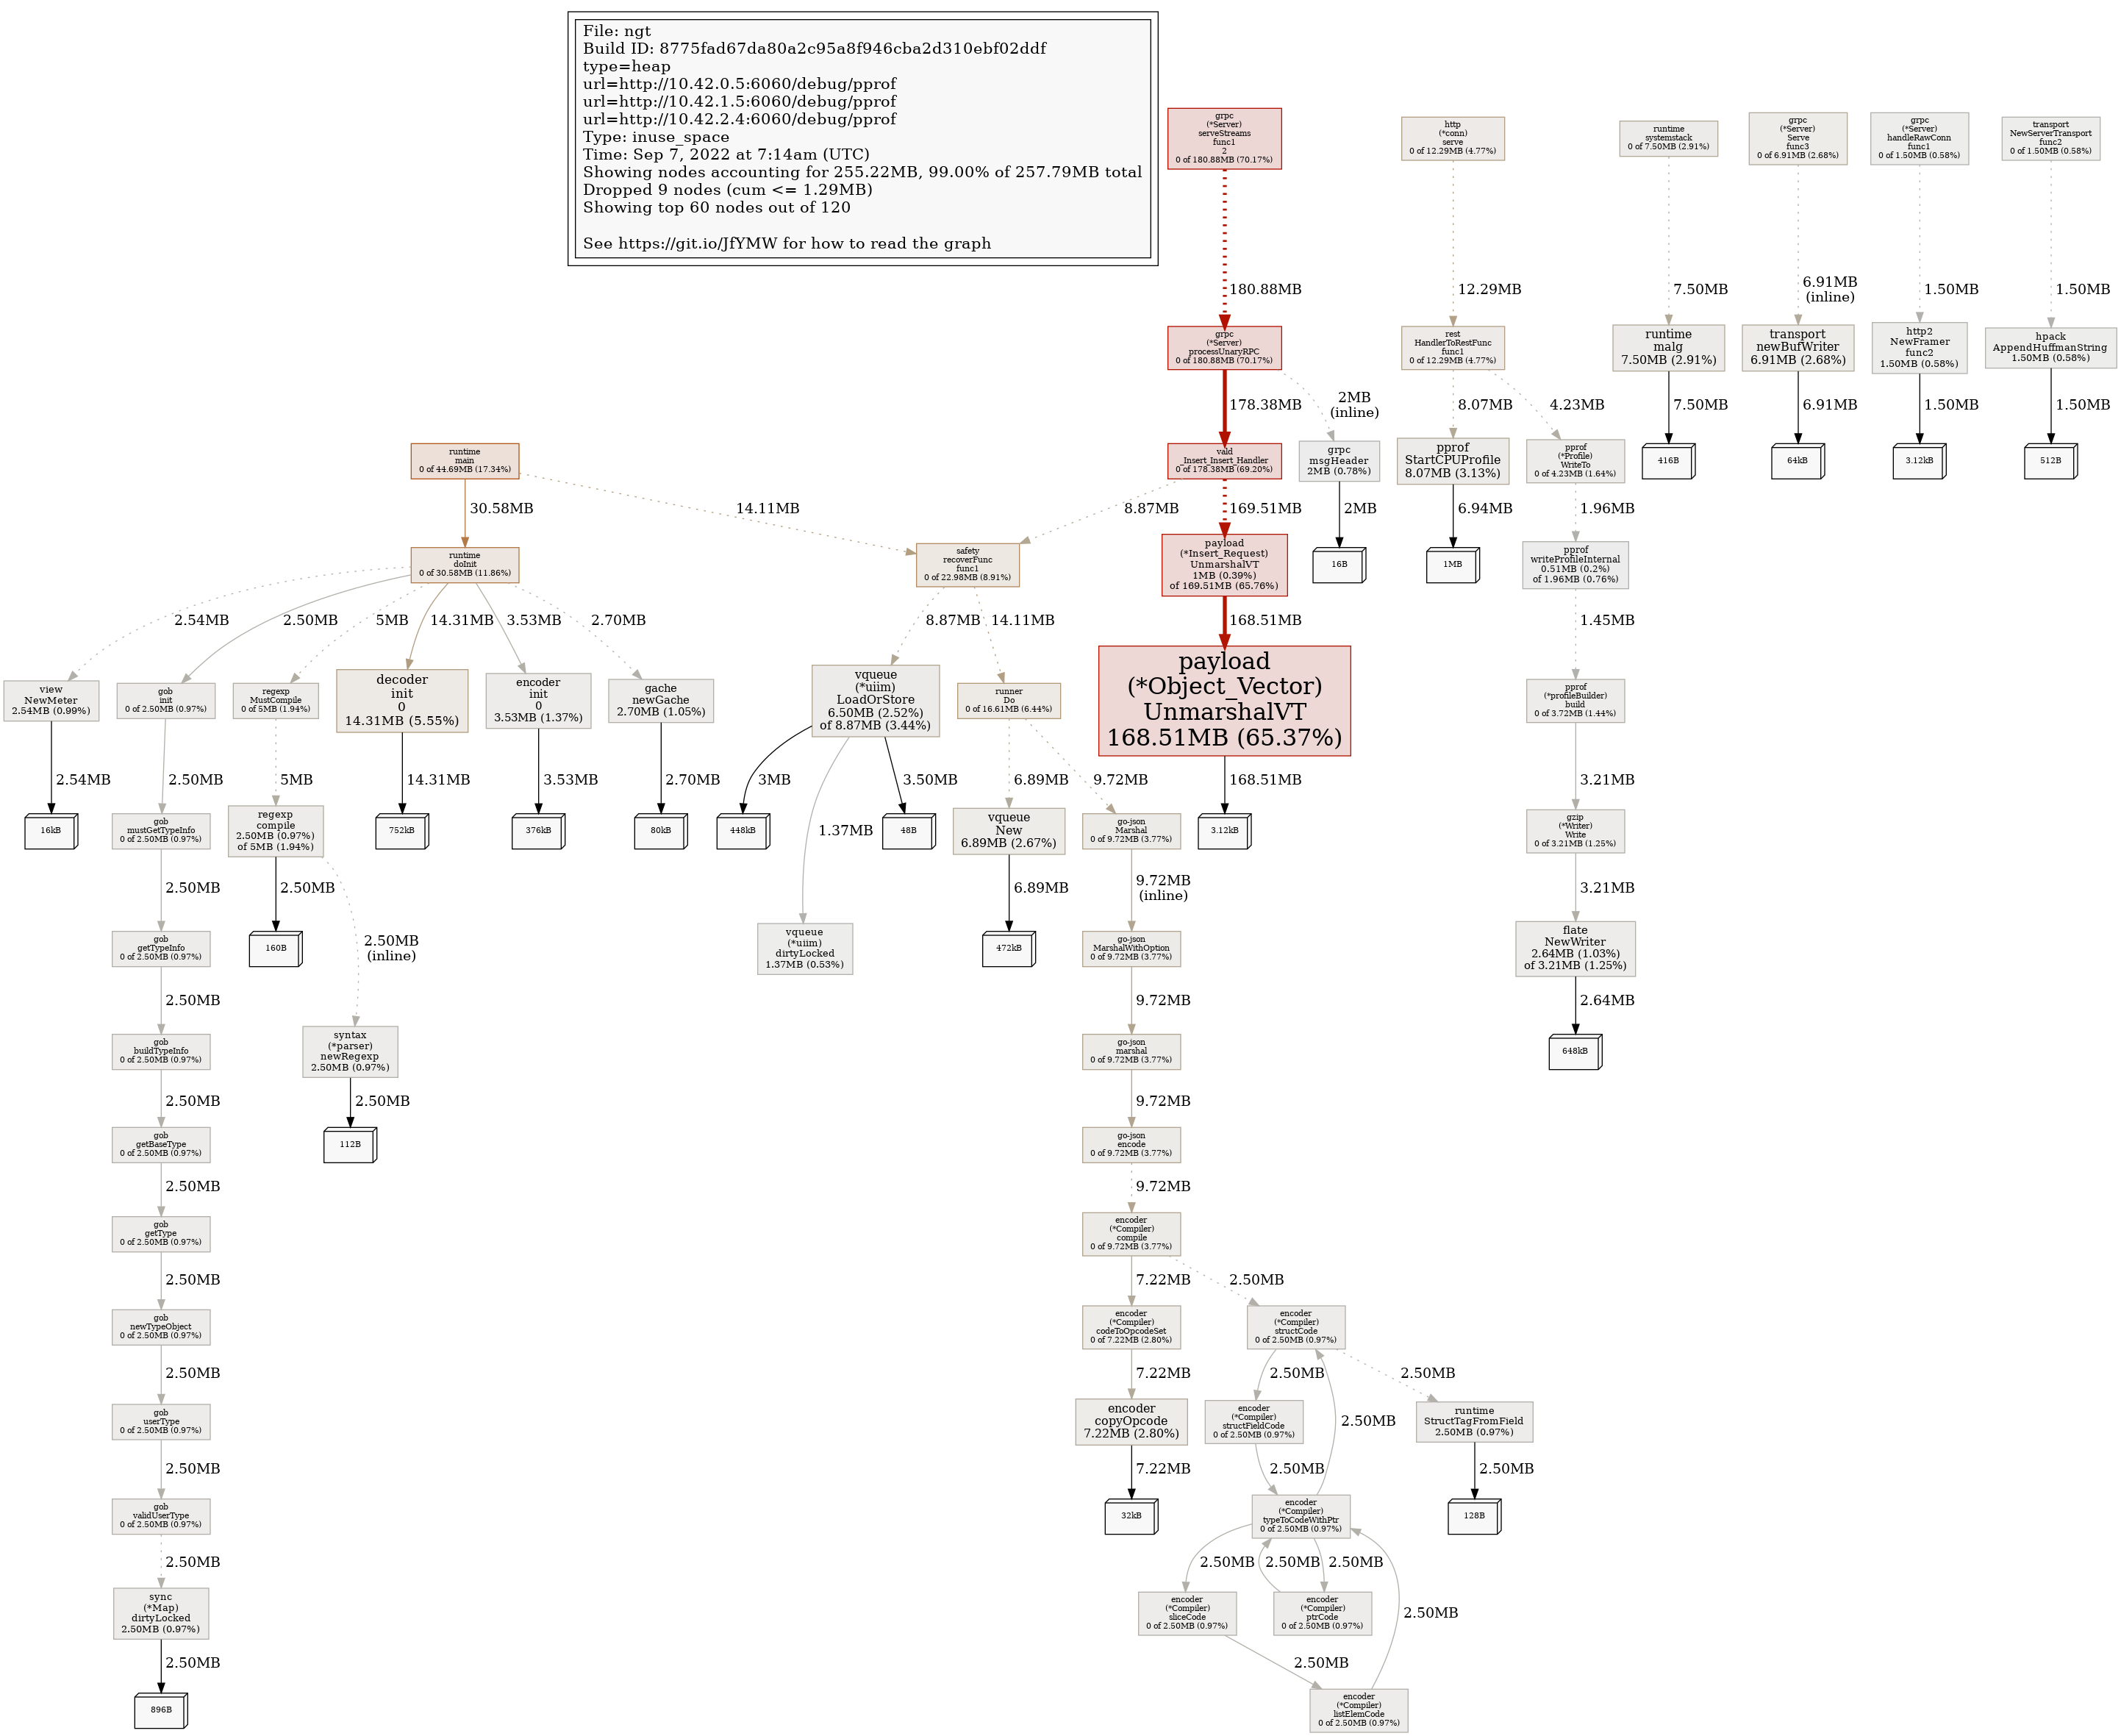 File: ngt
Build ID: 8775fad67da80a2c95a8f946cba2d310ebf02ddf
type=heap
url=http://10.42.0.5:6060/debug/pprof
url=http://10.42.1.5:6060/debug/pprof
url=http://10.42.2.4:6060/debug/pprof
Type: inuse_space
Time: Sep 7, 2022 at 7:14am (UTC)
Showing nodes accounting for 255.22MB, 99.00% of 257.79MB total
Dropped 9 nodes (cum <= 1.29MB)
Showing top 60 nodes out of 120
See https://git.io/JfYMW for how to read the graph
grpc
(*Server)
serveStreams
func1
2
0 of 180.88MB (70.17%)
http
(*conn)
serve
0 of 12.29MB (4.77%)
runtime
systemstack
0 of 7.50MB (2.91%)
grpc
(*Server)
Serve
func3
0 of 6.91MB (2.68%)
grpc
(*Server)
handleRawConn
func1
0 of 1.50MB (0.58%)
transport
NewServerTransport
func2
0 of 1.50MB (0.58%)
180.88MB
12.29MB
7.50MB
6.91MB
(inline)
1.50MB
1.50MB
grpc
(*Server)
processUnaryRPC
0 of 180.88MB (70.17%)
rest
HandlerToRestFunc
func1
0 of 12.29MB (4.77%)
runtime
malg
7.50MB (2.91%)
transport
newBufWriter
6.91MB (2.68%)
http2
NewFramer
func2
1.50MB (0.58%)
hpack
AppendHuffmanString
1.50MB (0.58%)
178.38MB
2MB
(inline)
8.07MB
4.23MB
7.50MB
6.91MB
1.50MB
1.50MB
runtime
main
0 of 44.69MB (17.34%)
vald
_Insert_Insert_Handler
0 of 178.38MB (69.20%)
grpc
msgHeader
2MB (0.78%)
pprof
StartCPUProfile
8.07MB (3.13%)
pprof
(*Profile)
WriteTo
0 of 4.23MB (1.64%)
416B
64kB
3.12kB
512B
30.58MB
14.11MB
8.87MB
169.51MB
2MB
6.94MB
1.96MB
runtime
doInit
0 of 30.58MB (11.86%)
safety
recoverFunc
func1
0 of 22.98MB (8.91%)
payload
(*Insert_Request)
UnmarshalVT
1MB (0.39%)
of 169.51MB (65.76%)
16B
1MB
pprof
writeProfileInternal
0.51MB (0.2%)
of 1.96MB (0.76%)
2.54MB
2.50MB
5MB
14.31MB
3.53MB
2.70MB
8.87MB
14.11MB
168.51MB
1.45MB
view
NewMeter
2.54MB (0.99%)
gob
init
0 of 2.50MB (0.97%)
regexp
MustCompile
0 of 5MB (1.94%)
decoder
init
0
14.31MB (5.55%)
encoder
init
0
3.53MB (1.37%)
gache
newGache
2.70MB (1.05%)
vqueue
(*uiim)
LoadOrStore
6.50MB (2.52%)
of 8.87MB (3.44%)
runner
Do
0 of 16.61MB (6.44%)
payload
(*Object_Vector)
UnmarshalVT
168.51MB (65.37%)
pprof
(*profileBuilder)
build
0 of 3.72MB (1.44%)
2.54MB
2.50MB
5MB
14.31MB
3.53MB
2.70MB
3MB
1.37MB
3.50MB
6.89MB
9.72MB
168.51MB
3.21MB
16kB
gob
mustGetTypeInfo
0 of 2.50MB (0.97%)
regexp
compile
2.50MB (0.97%)
of 5MB (1.94%)
752kB
376kB
80kB
448kB
48B
vqueue
New
6.89MB (2.67%)
go-json
Marshal
0 of 9.72MB (3.77%)
3.12kB
gzip
(*Writer)
Write
0 of 3.21MB (1.25%)
2.50MB
2.50MB
2.50MB
(inline)
6.89MB
9.72MB
(inline)
3.21MB
gob
getTypeInfo
0 of 2.50MB (0.97%)
160B
vqueue
(*uiim)
dirtyLocked
1.37MB (0.53%)
472kB
go-json
MarshalWithOption
0 of 9.72MB (3.77%)
flate
NewWriter
2.64MB (1.03%)
of 3.21MB (1.25%)
2.50MB
9.72MB
2.64MB
gob
buildTypeInfo
0 of 2.50MB (0.97%)
syntax
(*parser)
newRegexp
2.50MB (0.97%)
go-json
marshal
0 of 9.72MB (3.77%)
648kB
2.50MB
2.50MB
9.72MB
gob
getBaseType
0 of 2.50MB (0.97%)
112B
go-json
encode
0 of 9.72MB (3.77%)
2.50MB
9.72MB
gob
getType
0 of 2.50MB (0.97%)
encoder
(*Compiler)
compile
0 of 9.72MB (3.77%)
2.50MB
7.22MB
2.50MB
gob
newTypeObject
0 of 2.50MB (0.97%)
encoder
(*Compiler)
codeToOpcodeSet
0 of 7.22MB (2.80%)
encoder
(*Compiler)
structCode
0 of 2.50MB (0.97%)
2.50MB
7.22MB
2.50MB
2.50MB
2.50MB
gob
userType
0 of 2.50MB (0.97%)
encoder
copyOpcode
7.22MB (2.80%)
encoder
(*Compiler)
structFieldCode
0 of 2.50MB (0.97%)
runtime
StructTagFromField
2.50MB (0.97%)
2.50MB
7.22MB
2.50MB
2.50MB
gob
validUserType
0 of 2.50MB (0.97%)
32kB
encoder
(*Compiler)
typeToCodeWithPtr
0 of 2.50MB (0.97%)
128B
2.50MB
2.50MB
2.50MB
2.50MB
2.50MB
sync
(*Map)
dirtyLocked
2.50MB (0.97%)
encoder
(*Compiler)
sliceCode
0 of 2.50MB (0.97%)
encoder
(*Compiler)
ptrCode
0 of 2.50MB (0.97%)
2.50MB
2.50MB
896B
encoder
(*Compiler)
listElemCode
0 of 2.50MB (0.97%)